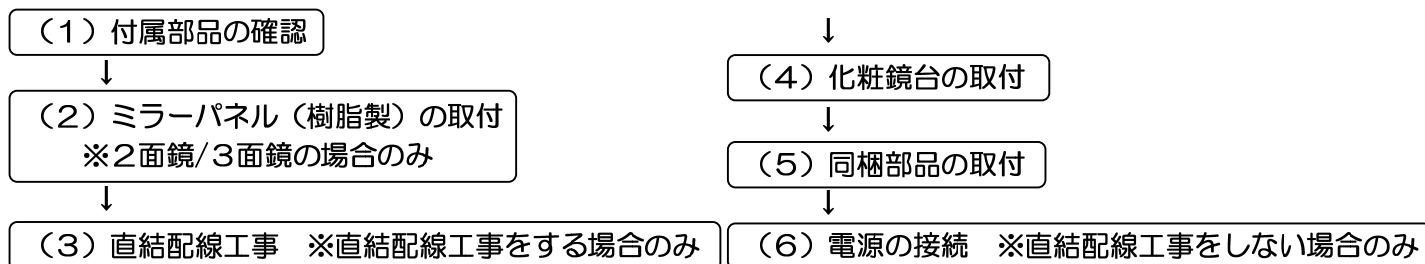 （１）付属部品の確認
↓
（２）ミラーパネル（樹脂製）の取付
※２面鏡/３面鏡の場合のみ
↓
（３）直結配線工事　※直結配線工事をする場合のみ
↓
（４）化粧鏡台の取付
↓
（５）同梱部品の取付
↓
（６）電源の接続　※直結配線工事をしない場合のみ